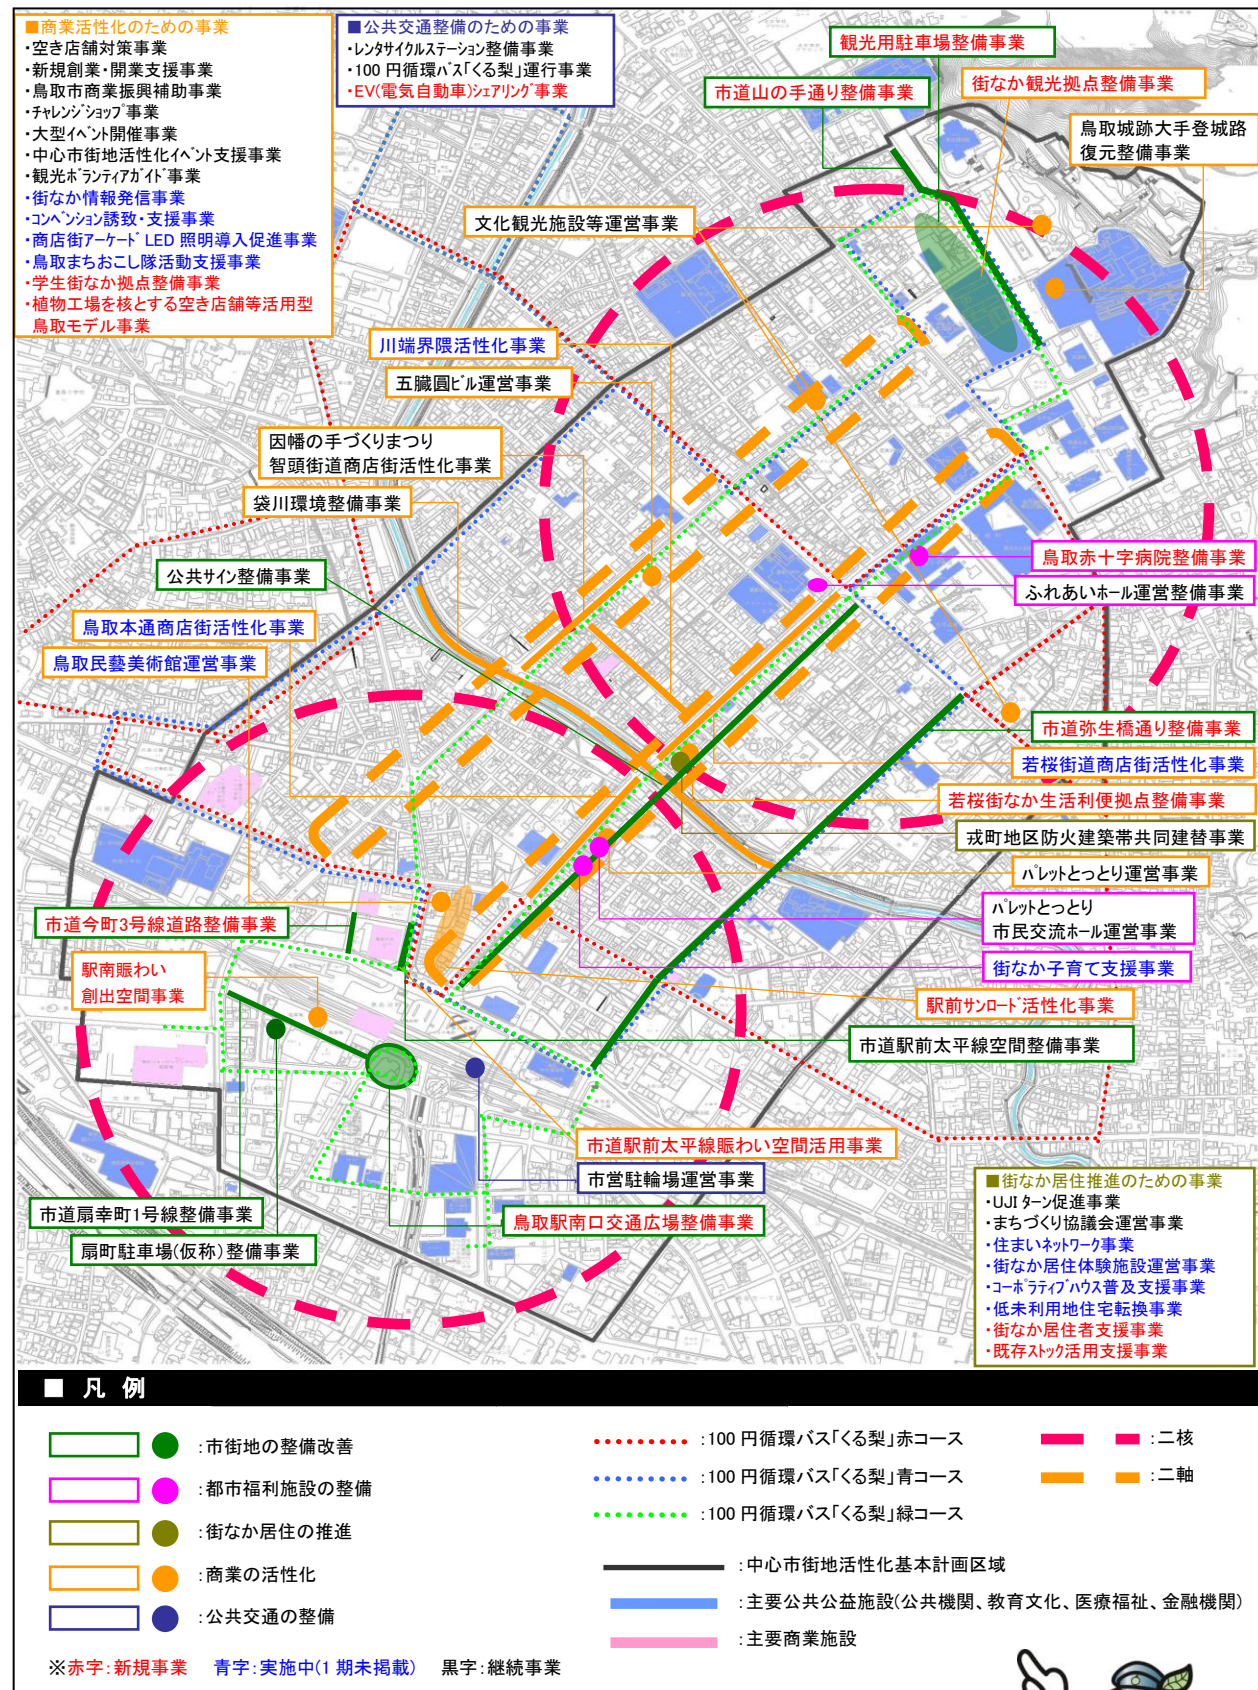 ■商業活性化のための事業
・空き店舗対策事業
・新規創業・開業支援事業
・鳥取市商業振興補助事業
・チャレンジショップ事業
・大型イベント開催事業
・中心市街地活性化イベント支援事業
・観光ボランティアガイド事業
・街なか情報発信事業
・コンベンション誘致・支援事業
・商店街アーケード LED 照明導入促進事業
・鳥取まちおこし隊活動支援事業
・学生街なか拠点整備事業
・植物工場を核とする空き店舗等活用型
鳥取モデル事業
■公共交通整備のための事業
・レンタサイクルステーション整備事業
・100 円循環バス「くる梨」運行事業
・EV(電気自動車)シェアリング事業
観光用駐車場整備事業
街なか観光拠点整備事業
市道山の手通り整備事業
鳥取城跡大手登城路
復元整備事業
文化観光施設等運営事業
川端界隈活性化事業
五臓圓ビル運営事業
因幡の手づくりまつり
智頭街道商店街活性化事業
袋川環境整備事業
公共サイン整備事業
鳥取本通商店街活性化事業
鳥取民藝美術館運営事業
鳥取赤十字病院整備事業
ふれあいホール運営整備事業
市道弥生橋通り整備事業
若桜街道商店街活性化事業
若桜街なか生活利便拠点整備事業
戎町地区防火建築帯共同建替事業
パレットとっとり運営事業
パレットとっとり
市民交流ホール運営事業
街なか子育て支援事業
駅前サンロード活性化事業
市道駅前太平線空間整備事業
市道今町3号線道路整備事業
駅南賑わい
創出空間事業
市道駅前太平線賑わい空間活用事業
市営駐輪場運営事業
鳥取駅南口交通広場整備事業
市道扇幸町1号線整備事業
扇町駐車場(仮称)整備事業
■街なか居住推進のための事業
・UJI ターン促進事業
・まちづくり協議会運営事業
・住まいネットワーク事業
・街なか居住体験施設運営事業
・コーポラティブハウス普及支援事業
・低未利用地住宅転換事業
・街なか居住者支援事業
・既存ストック活用支援事業
■ 凡 例
:市街地の整備改善
:都市福利施設の整備
:街なか居住の推進
:商業の活性化
:公共交通の整備
:100 円循環バス「くる梨」赤コース
:100 円循環バス「くる梨」青コース
:100 円循環バス「くる梨」緑コース
:二核
:二軸
:中心市街地活性化基本計画区域
:主要公共公益施設(公共機関、教育文化、医療福祉、金融機関)
:主要商業施設
※赤字:新規事業 青字:実施中(1 期未掲載) 黒字:継続事業